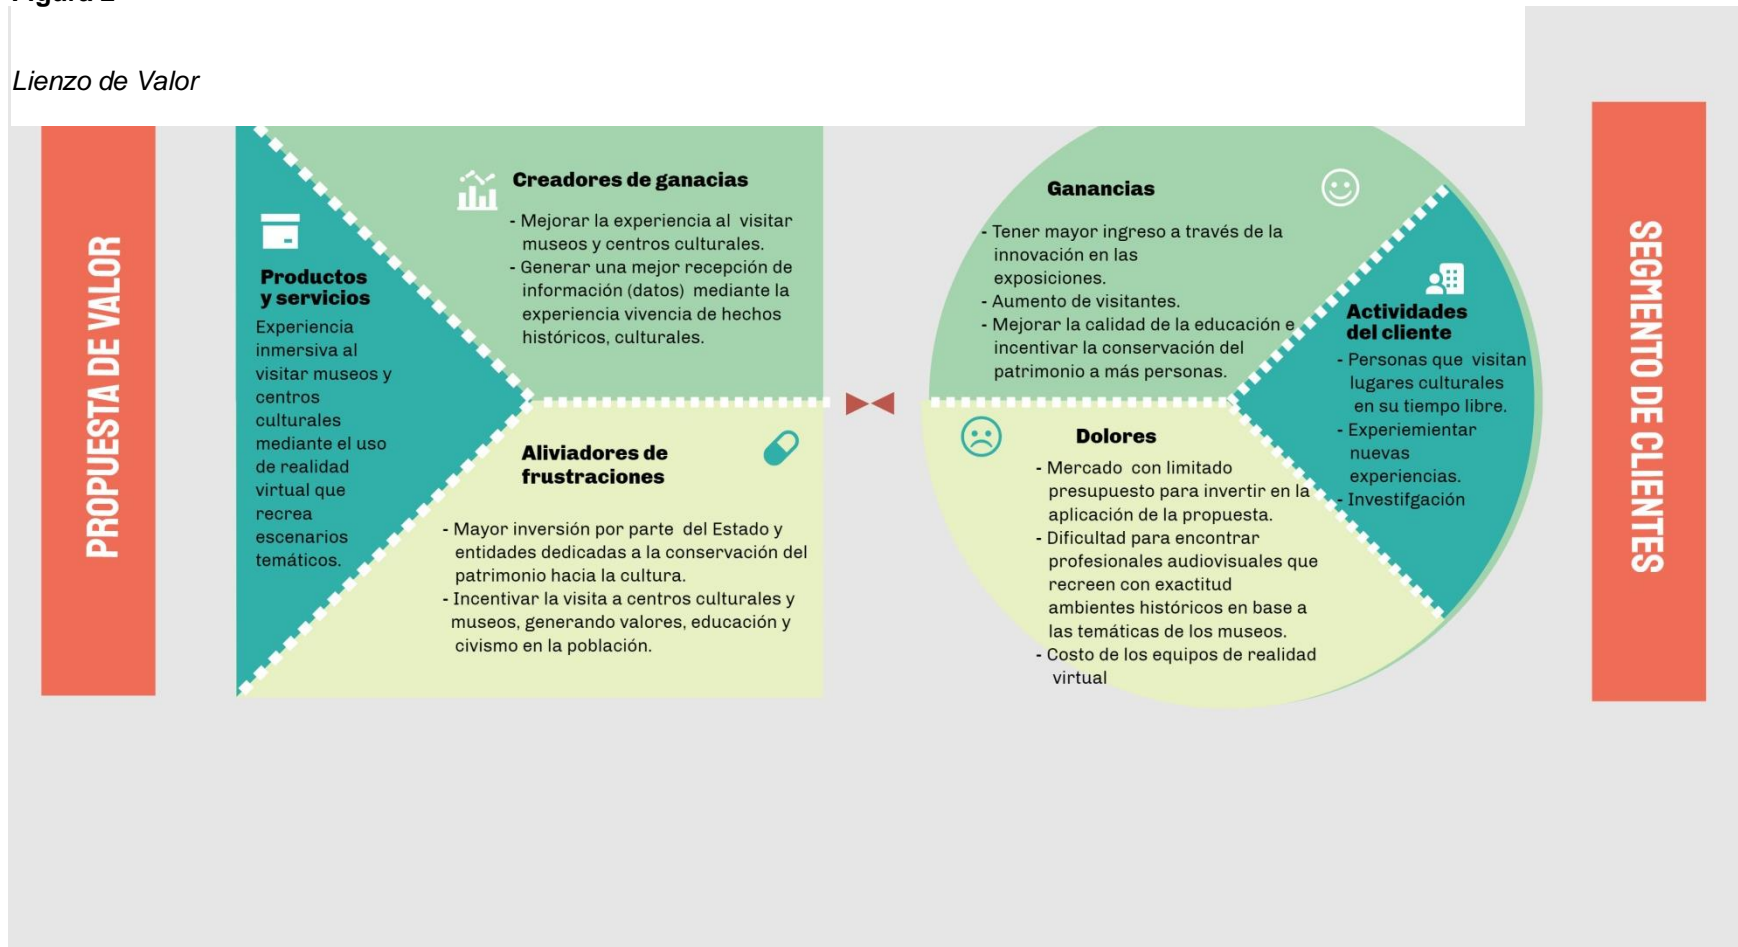 Lienzo de Valor
PROPUESTA DE VALOR
Productos
y servicios
Experiencia
inmersiva al
visitar museos y
centros
culturales
mediante el uso
de realidad
virtual que
recrea
escenarios
temáticos.
Creadores de ganacias
- Mejorar la experiencia al visitar
museos y centros culturales.
- Generar una mejor recepción de
información (datos) mediante la
experiencia vivencia de hechos
históricos, culturales.
Aliviadores de
frustraciones
- Mayor inversión por parte del Estado y
entidades dedicadas a la conservación del
patrimonio hacia la cultura.
- Incentivar la visita a centros culturales y
museos, generando valores, educación y
civismo en la población.
Ganancias
- Tener mayor ingreso a través de la
innovación en las
exposiciones.
- Aumento de visitantes.
- Mejorar la calidad de la educación e
incentivar la conservación del
patrimonio a más personas.
Dolores
- Mercado con limitado
presupuesto para invertir en la
aplicación de la propuesta.
- Dificultad para encontrar
profesionales audiovisuales que
recreen con exactitud
ambientes históricos en base a
las temáticas de los museos.
- Costo de los equipos de realidad
virtual
Actividades
del cliente
- Personas que visitan
lugares culturales
en su tiempo libre.
- Experiemientar
nuevas
experiencias.
- Investifgación
SEGMENTO DE CLIENTES